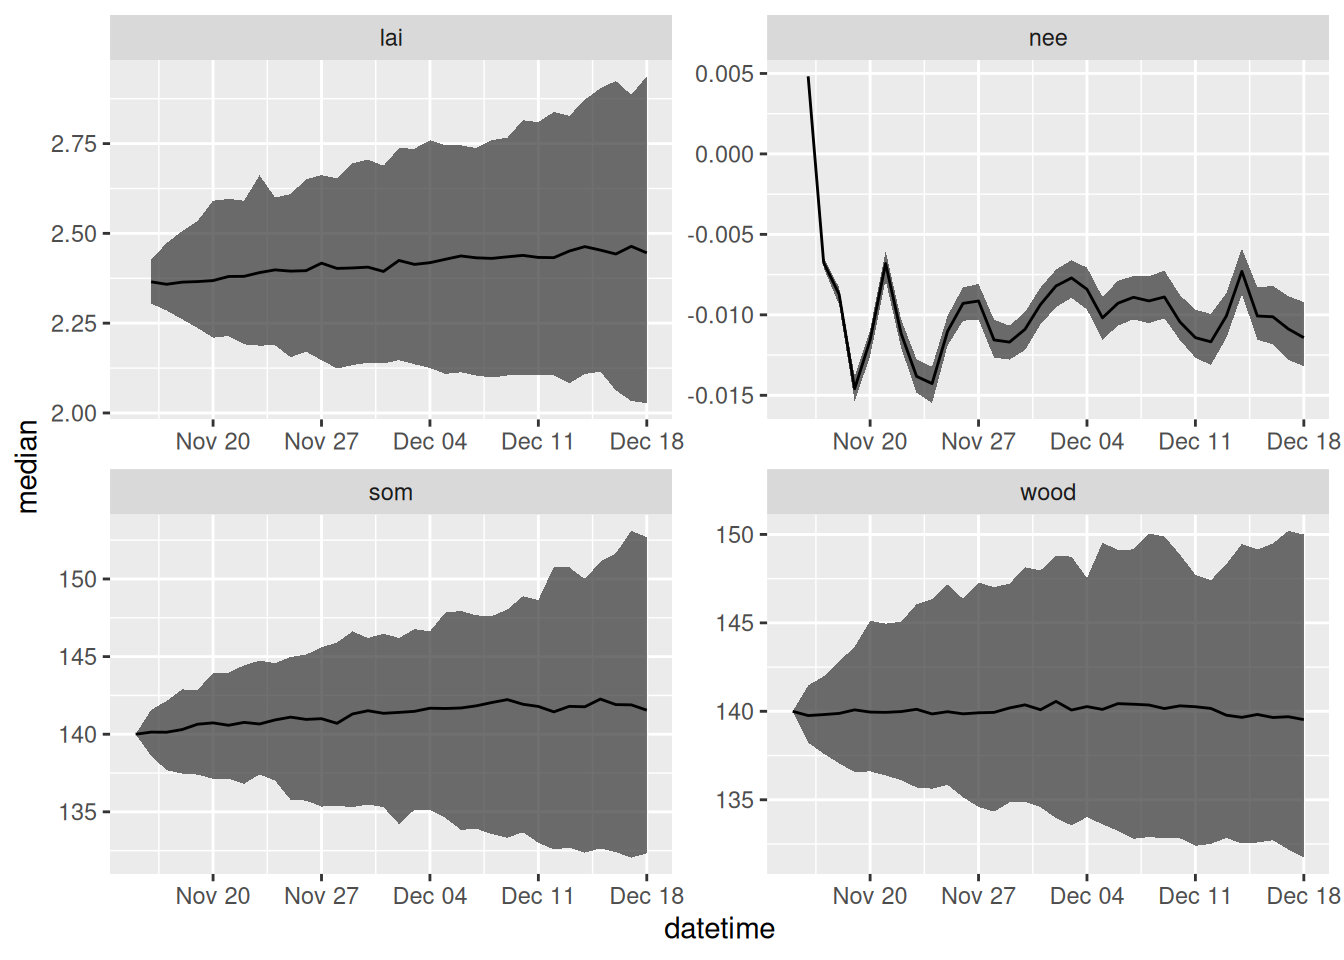 lai
nee
2.75
2.50
2.25
2.00
0.005
0.000
-0.005
-0.010
-0.015
Nov 20 Nov 27 Dec 04 Dec 11 Dec 18
Nov 20 Nov 27 Dec 04 Dec 11 Dec 18
median
som
wood
150
145
140
135
150
145
140
135
Nov 20 Nov 27 Dec 04 Dec 11 Dec 18
Nov 20 Nov 27 Dec 04 Dec 11 Dec 18
datetime